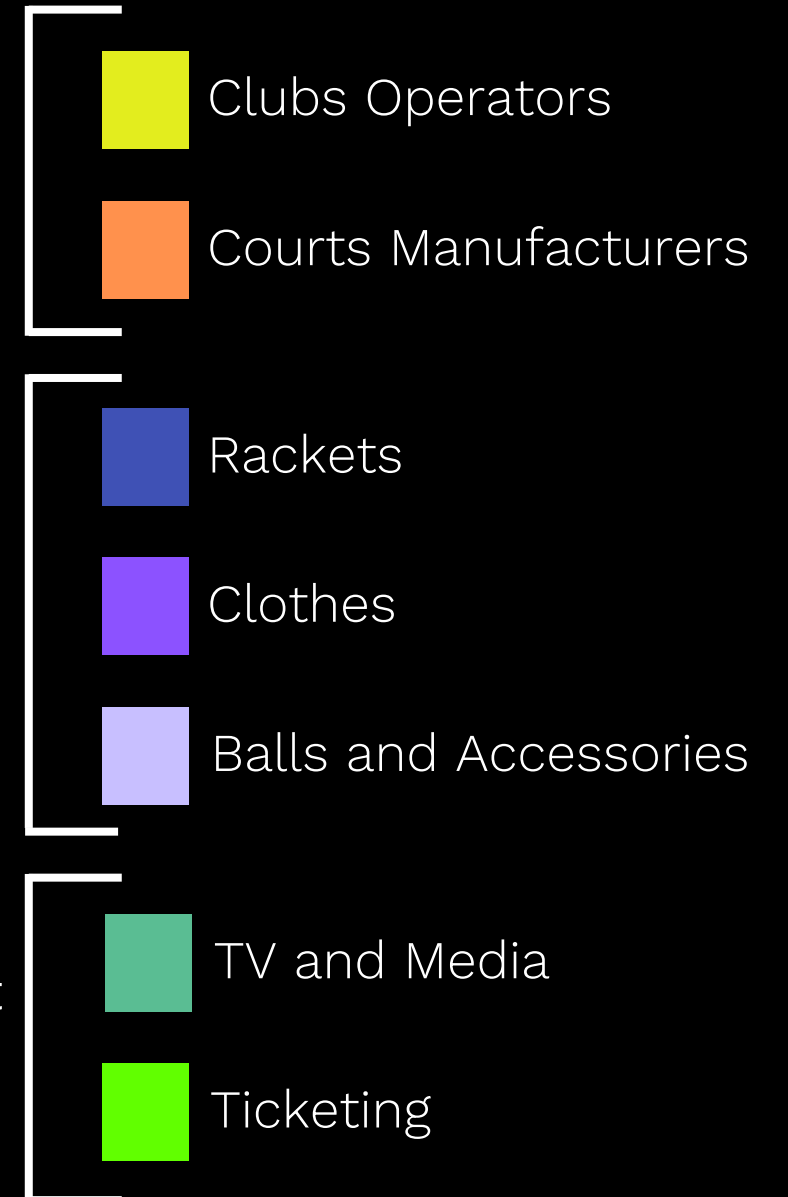 Clubs Operators
Courts Manufacturers
Rackets
Clothes
Balls and Accessories
TV and Media
Ticketing